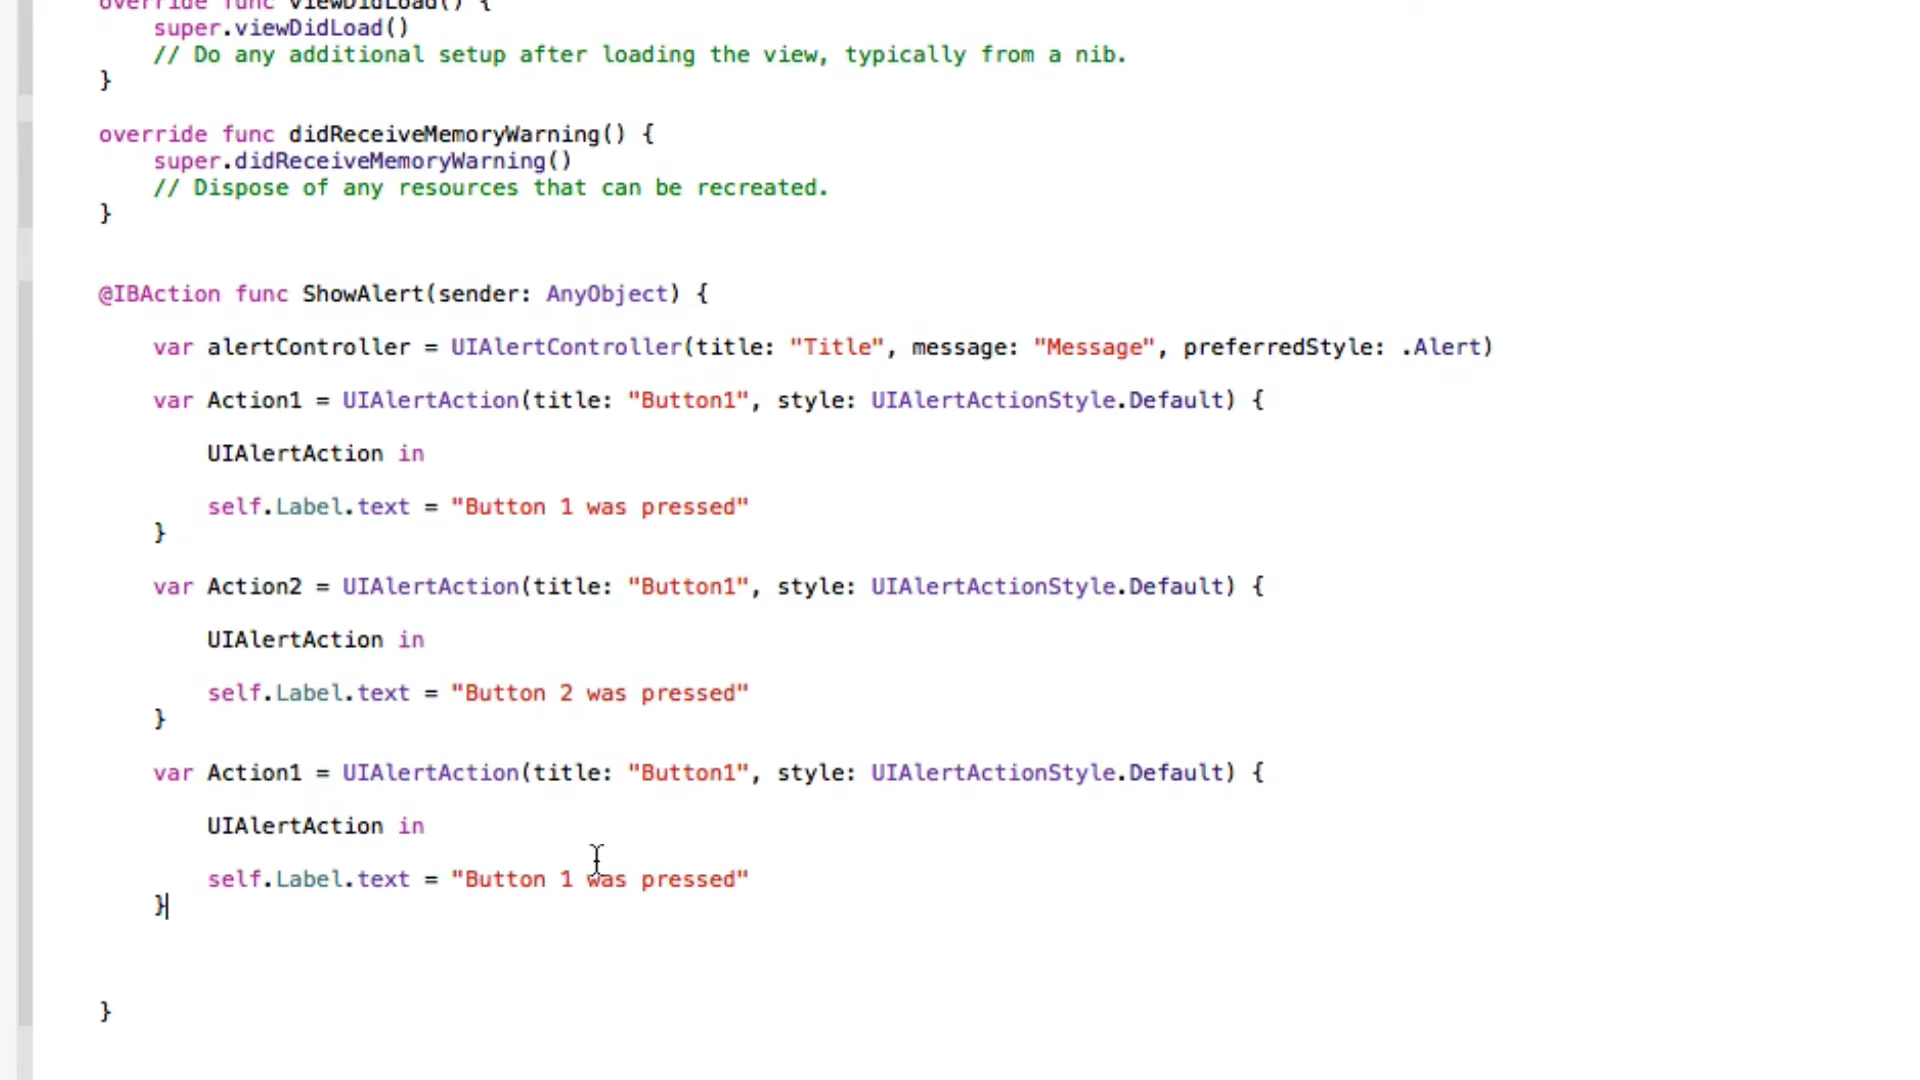 override func viewDidLoad() {
super.viewDidLoad()
// Do any additional setup after loading the view, typically from a nib.
}
override func didReceiveMemoryWarning() {
super.didReceiveMemoryWarning()
// Dispose of any resources that can be recreated.
}
@IBAction func ShowAlert(sender: AnyObject) {
var alertController = UIAlertController(title: "Title", message: "Message", preferredStyle: .Alert)
var Action1 = UIAlertAction(title: "Button1", style: UIAlertActionStyle.Default) {
UIAlertAction in
self.Label.text = "Button 1 was pressed"
}
var Action2 = UIAlertAction(title: "Button1", style: UIAlertActionStyle.Default) {
UIAlertAction in
self.Label.text = "Button 2 was pressed"
}
var Action1 = UIAlertAction(title: "Button1", style: UIAlertActionStyle.Default) {
UIAlertAction in
self.Label.text = "Button 1 was pressed"
}
}